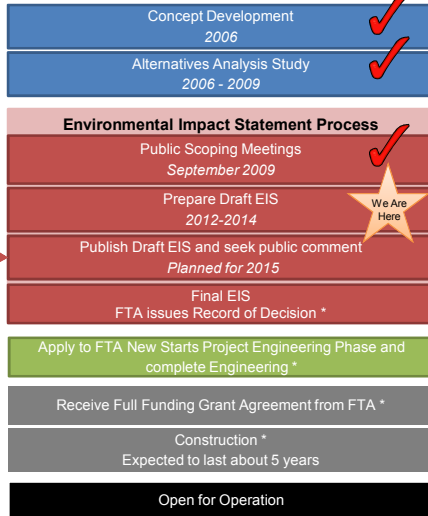 Concept Development
2006
Alternatives Analysis Study
2006 - 2009
Environmental Impact Statement Process
Public Scoping Meetings
September 2009
Prepare Draft EIS
2012-2014
We Are
Here
Publish Draft EIS and seek public comment
Planned for 2015
Final EIS
FTA issues Record of Decision *
Apply to FTA New Starts Project Engineering Phase and
complete Engineering *
Receive Full Funding Grant Agreement from FTA *
Construction *
Expected to last about 5 years
Open for Operation